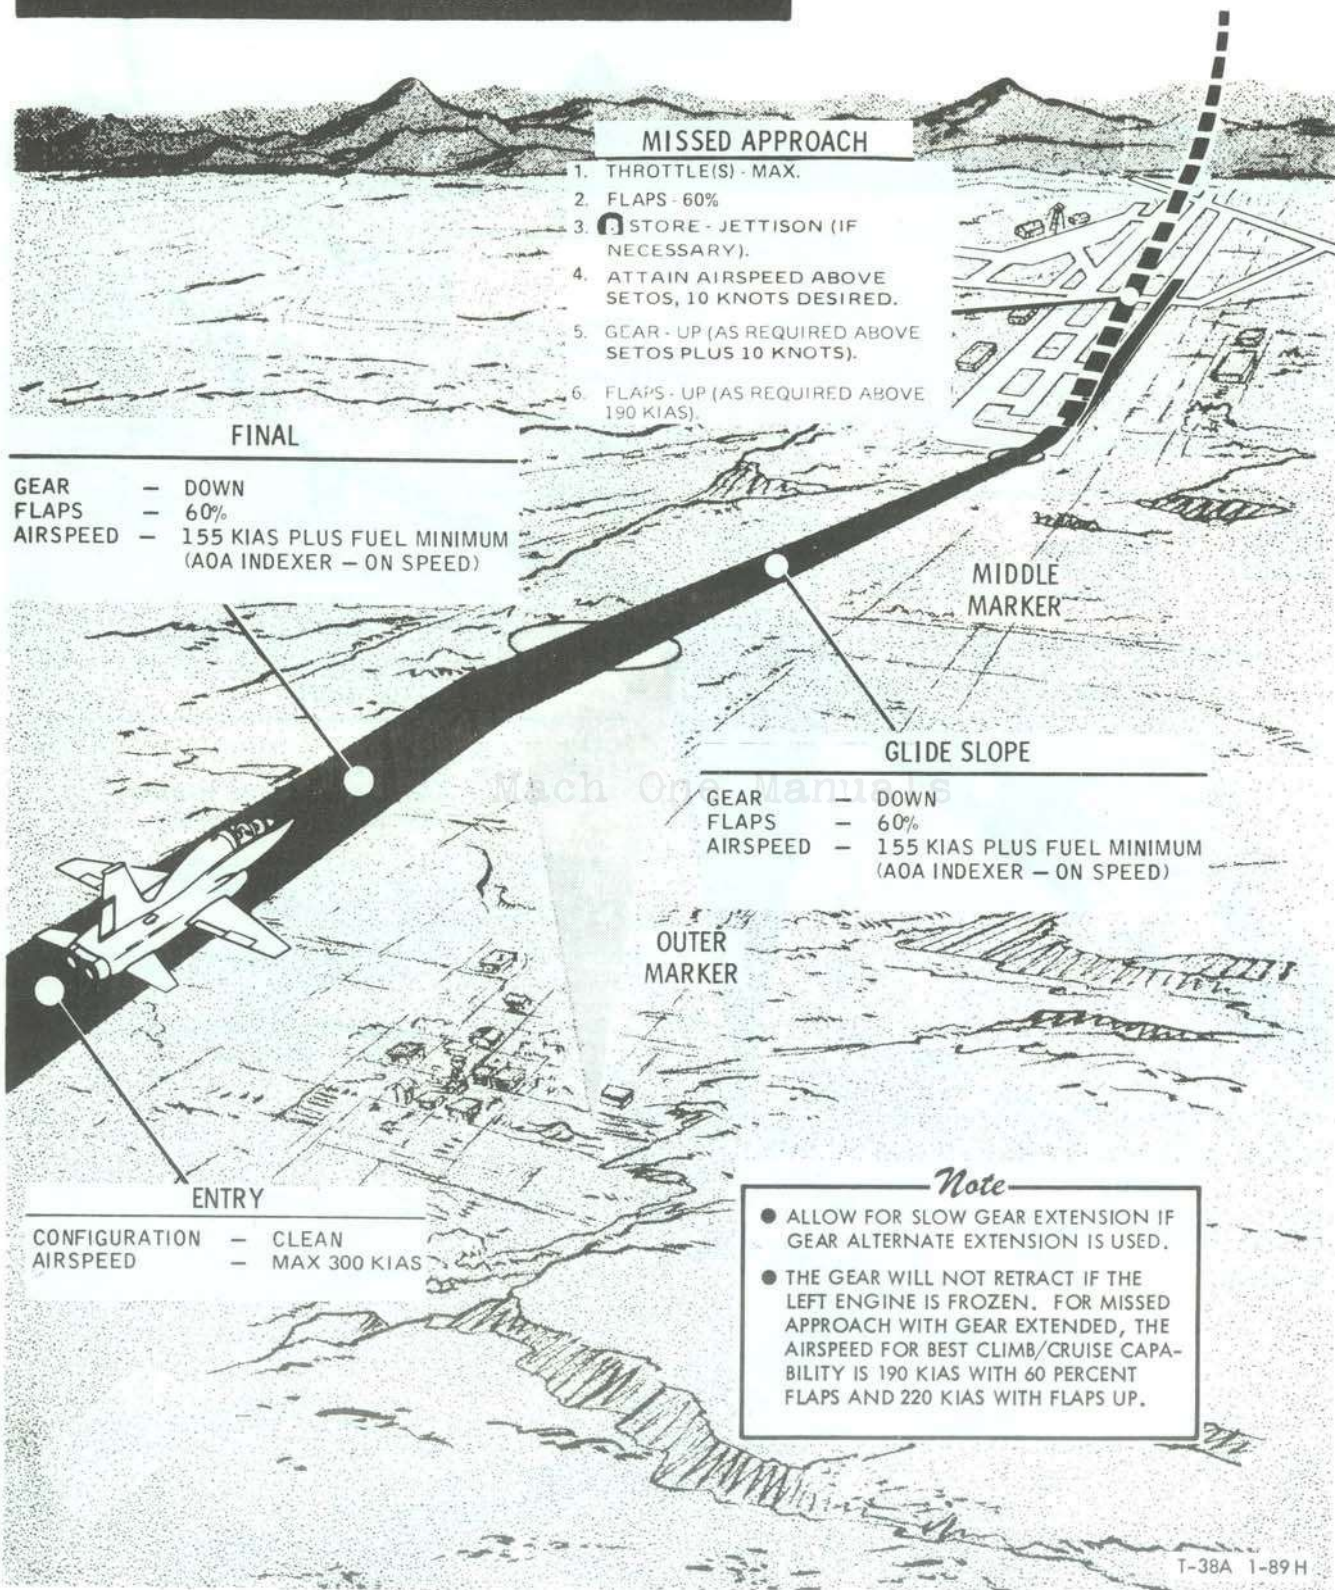 MISSED APPROACH
1. THROTTLE(S) - MAX.
2. FLAPS - 60%
3. STORE - JETTISON (IF
NECESSARY).
4. ATTAIN AIRSPEED ABOVE
SETOS, 10 KNOTS DESIRED.
5. GEAR - UP (AS REQUIRED ABOVE
SETOS PLUS 10 KNOTS).
6. FLAPS - UP (AS REQUIRED ABOVE
190 KIAS).
FINAL
GEAR — DOWN
FLAPS — 60%
AIRSPEED — 155 KIAS PLUS FUEL MINIMUM
(AOA INDEXER — ON SPEED)
MIDDLE
MARKER
GLIDE SLOPE
GEAR — DOWN
FLAPS — 60%
AIRSPEED — 155 KIAS PLUS FUEL MINIMUM
(AOA INDEXER — ON SPEED)
Mach One Manuals
OUTER
MARKER
ENTRY
CONFIGURATION — CLEAN
AIRSPEED — MAX 300 KIAS
Note
● ALLOW FOR SLOW GEAR EXTENSION IF
GEAR ALTERNATE EXTENSION IS USED.
● THE GEAR WILL NOT RETRACT IF THE
LEFT ENGINE IS FROZEN. FOR MISSED
APPROACH WITH GEAR EXTENDED, THE
AIRSPEED FOR BEST CLIMB/CRUISE CAPA-
BILITY IS 190 KIAS WITH 60 PERCENT
FLAPS AND 220 KIAS WITH FLAPS UP.
T-38A 1-89 H